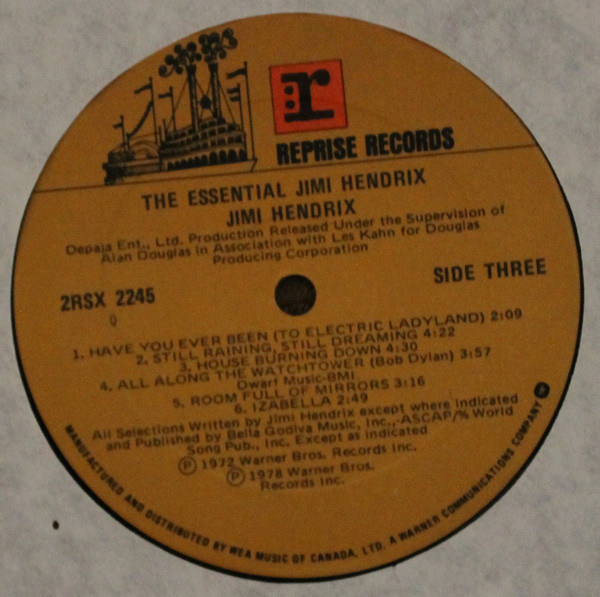 r
REPRISE RECORDS
THE ESSENTIAL JIMI HENDRIX
JIMI HENDRIX
Depaja Ent., Ltd. Production Released Under the Supervision of
Alan Douglas in Association with Les Kahn for Douglas
Producing Corporation
2RSX 2245
SIDE THREE
1. HAVE YOU EVER BEEN (TO ELECTRIC LADYLAND) 2:09
2. STILL RAINING, STILL DREAMING 4:22
3. HOUSE BURNING DOWN 4:30
4. ALL ALONG THE WATCHTOWER (Bob Dylan) 3:57
Dwarf Music-BMI
5. ROOM FULL OF MIRRORS 3:16
6. IZABELLA 2:49
All Selections Written by Jimi Hendrix except where indicated
and Published by Bella Godiva Music, Inc.,-ASCAP/% World
Song Pub., Inc. Except as indicated
Ⓟ 1972 Warner Bros. Records Inc.
Ⓟ 1978 Warner Bros.
Records Inc.
MANUFACTURED AND DISTRIBUTED BY WEA MUSIC OF CANADA, LTD. A WARNER COMMUNICATIONS COMPANY